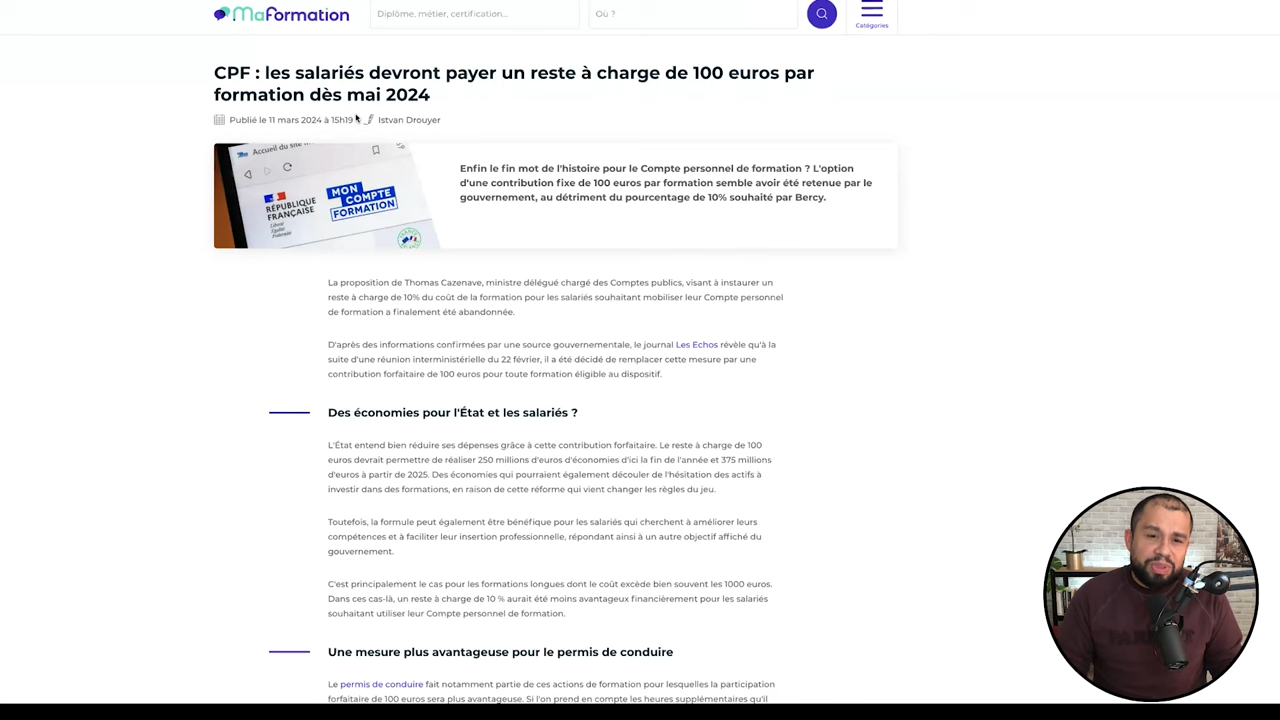 MaFormation
Diplôme, métier, certification...
Où ?
Catégories
CPF : les salariés devront payer un reste à charge de 100 euros par
formation dès mai 2024
Publié le 11 mars 2024 à 15h19
Istvan Drouyer
Accueil du site
RÉPUBLIQUE
FRANÇAISE
Liberté
Égalité
Fraternité
MON
COMPTE
FORMATION
Enfin le fin mot de l'histoire pour le Compte personnel de formation ? L'option
d'une contribution fixe de 100 euros par formation semble avoir été retenue par le
gouvernement, au détriment du pourcentage de 10% souhaité par Bercy.
La proposition de Thomas Cazenave, ministre délégué chargé des Comptes publics, visant à instaurer un
reste à charge de 10% du coût de la formation pour les salariés souhaitant mobiliser leur Compte personnel
de formation a finalement été abandonnée.
D'après des informations confirmées par une source gouvernementale, le journal Les Echos révèle qu'à la
suite d'une réunion interministérielle du 22 février, il a été décidé de remplacer cette mesure par une
contribution forfaitaire de 100 euros pour toute formation éligible au dispositif.
Des économies pour l'État et les salariés ?
L'État entend bien réduire ses dépenses grâce à cette contribution forfaitaire. Le reste à charge de 100
euros devrait permettre de réaliser 250 millions d'euros d'économies d'ici la fin de l'année et 375 millions
d'euros à partir de 2025. Des économies qui pourraient également découler de l'hésitation des actifs à
investir dans des formations, en raison de cette réforme qui vient changer les règles du jeu.
Toutefois, la formule peut également être bénéfique pour les salariés qui cherchent à améliorer leurs
compétences et à faciliter leur insertion professionnelle, répondant ainsi à un autre objectif affiché du
gouvernement.
C'est principalement le cas pour les formations longues dont le coût excède bien souvent les 1000 euros.
Dans ces cas-là, un reste à charge de 10 % aurait été moins avantageux financièrement pour les salariés
souhaitant utiliser leur Compte personnel de formation.
Une mesure plus avantageuse pour le permis de conduire
Le permis de conduire fait notamment partie de ces actions de formation pour lesquelles la participation
forfaitaire de 100 euros sera plus avantageuse. Si l'on prend en compte les heures supplémentaires qu'il